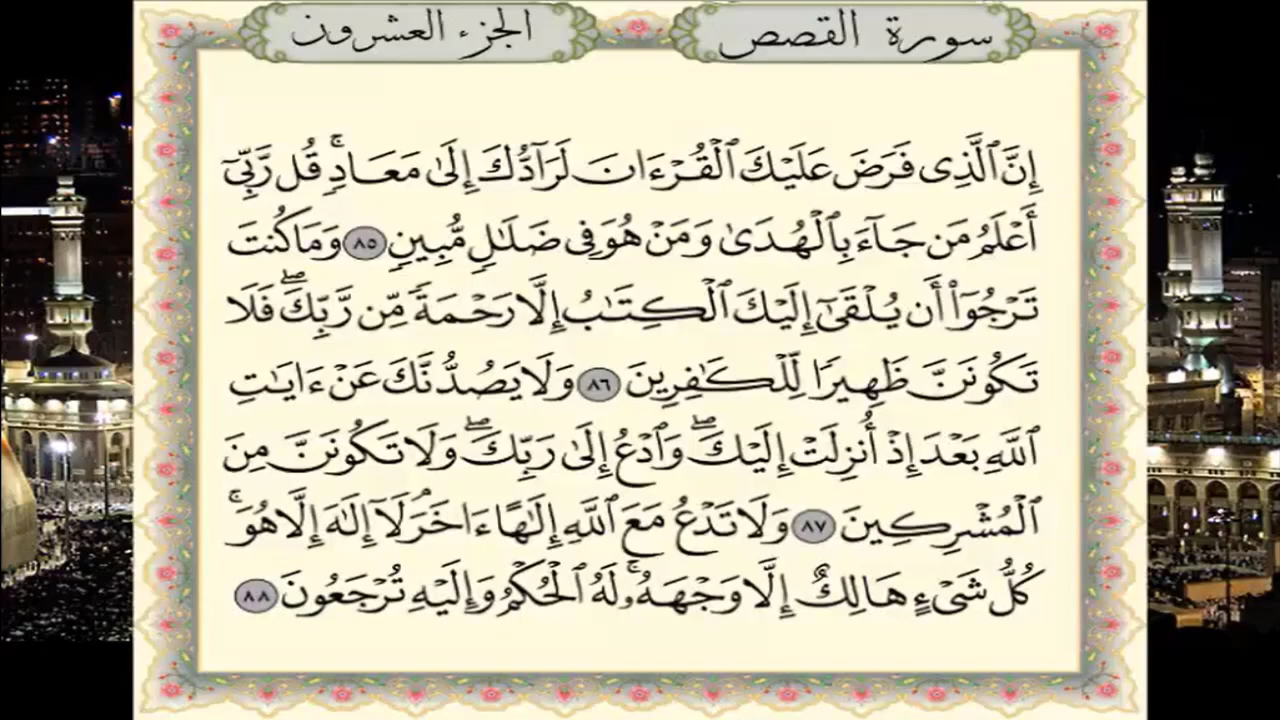 سورة القصص
الجزء العشرون
إِنَّ ٱلَّذِى فَرَضَ عَلَيْكَ ٱلْقُرْءَانَ لَرَآدُّكَ إِلَىٰ مَعَادٍۚ قُل رَّبِّىٓ
أَعْلَمُ مَن جَآءَ بِٱلْهُدَىٰ وَمَنْ هُوَ فِى ضَلَٰلٍ مُّبِينٍ ٨٥ وَمَا كُنتَ
تَرْجُوٓا۟ أَن يُلْقَىٰٓ إِلَيْكَ ٱلْكِتَٰبُ إِلَّا رَحْمَةً مِّن رَّبِّكَۖ فَلَا
تَكُونَنَّ ظَهِيرًا لِّلْكَٰفِرِينَ ٨٦ وَلَا يَصُدُّنَّكَ عَنْ ءَايَٰتِ
ٱللَّهِ بَعْدَ إِذْ أُنزِلَتْ إِلَيْكَۖ وَٱدْعُ إِلَىٰ رَبِّكَۖ وَلَا تَكُونَنَّ مِنَ
ٱلْمُشْرِكِينَ ٨٧ وَلَا تَدْعُ مَعَ ٱللَّهِ إِلَٰهًا ءَاخَرَۘ لَآ إِلَٰهَ إِلَّا هُوَۚ
كُلُّ شَىْءٍ هَالِكٌ إِلَّا وَجْهَهُۥۚ لَهُ ٱلْحُكْمُ وَإِلَيْهِ تُرْجَعُونَ ٨٨